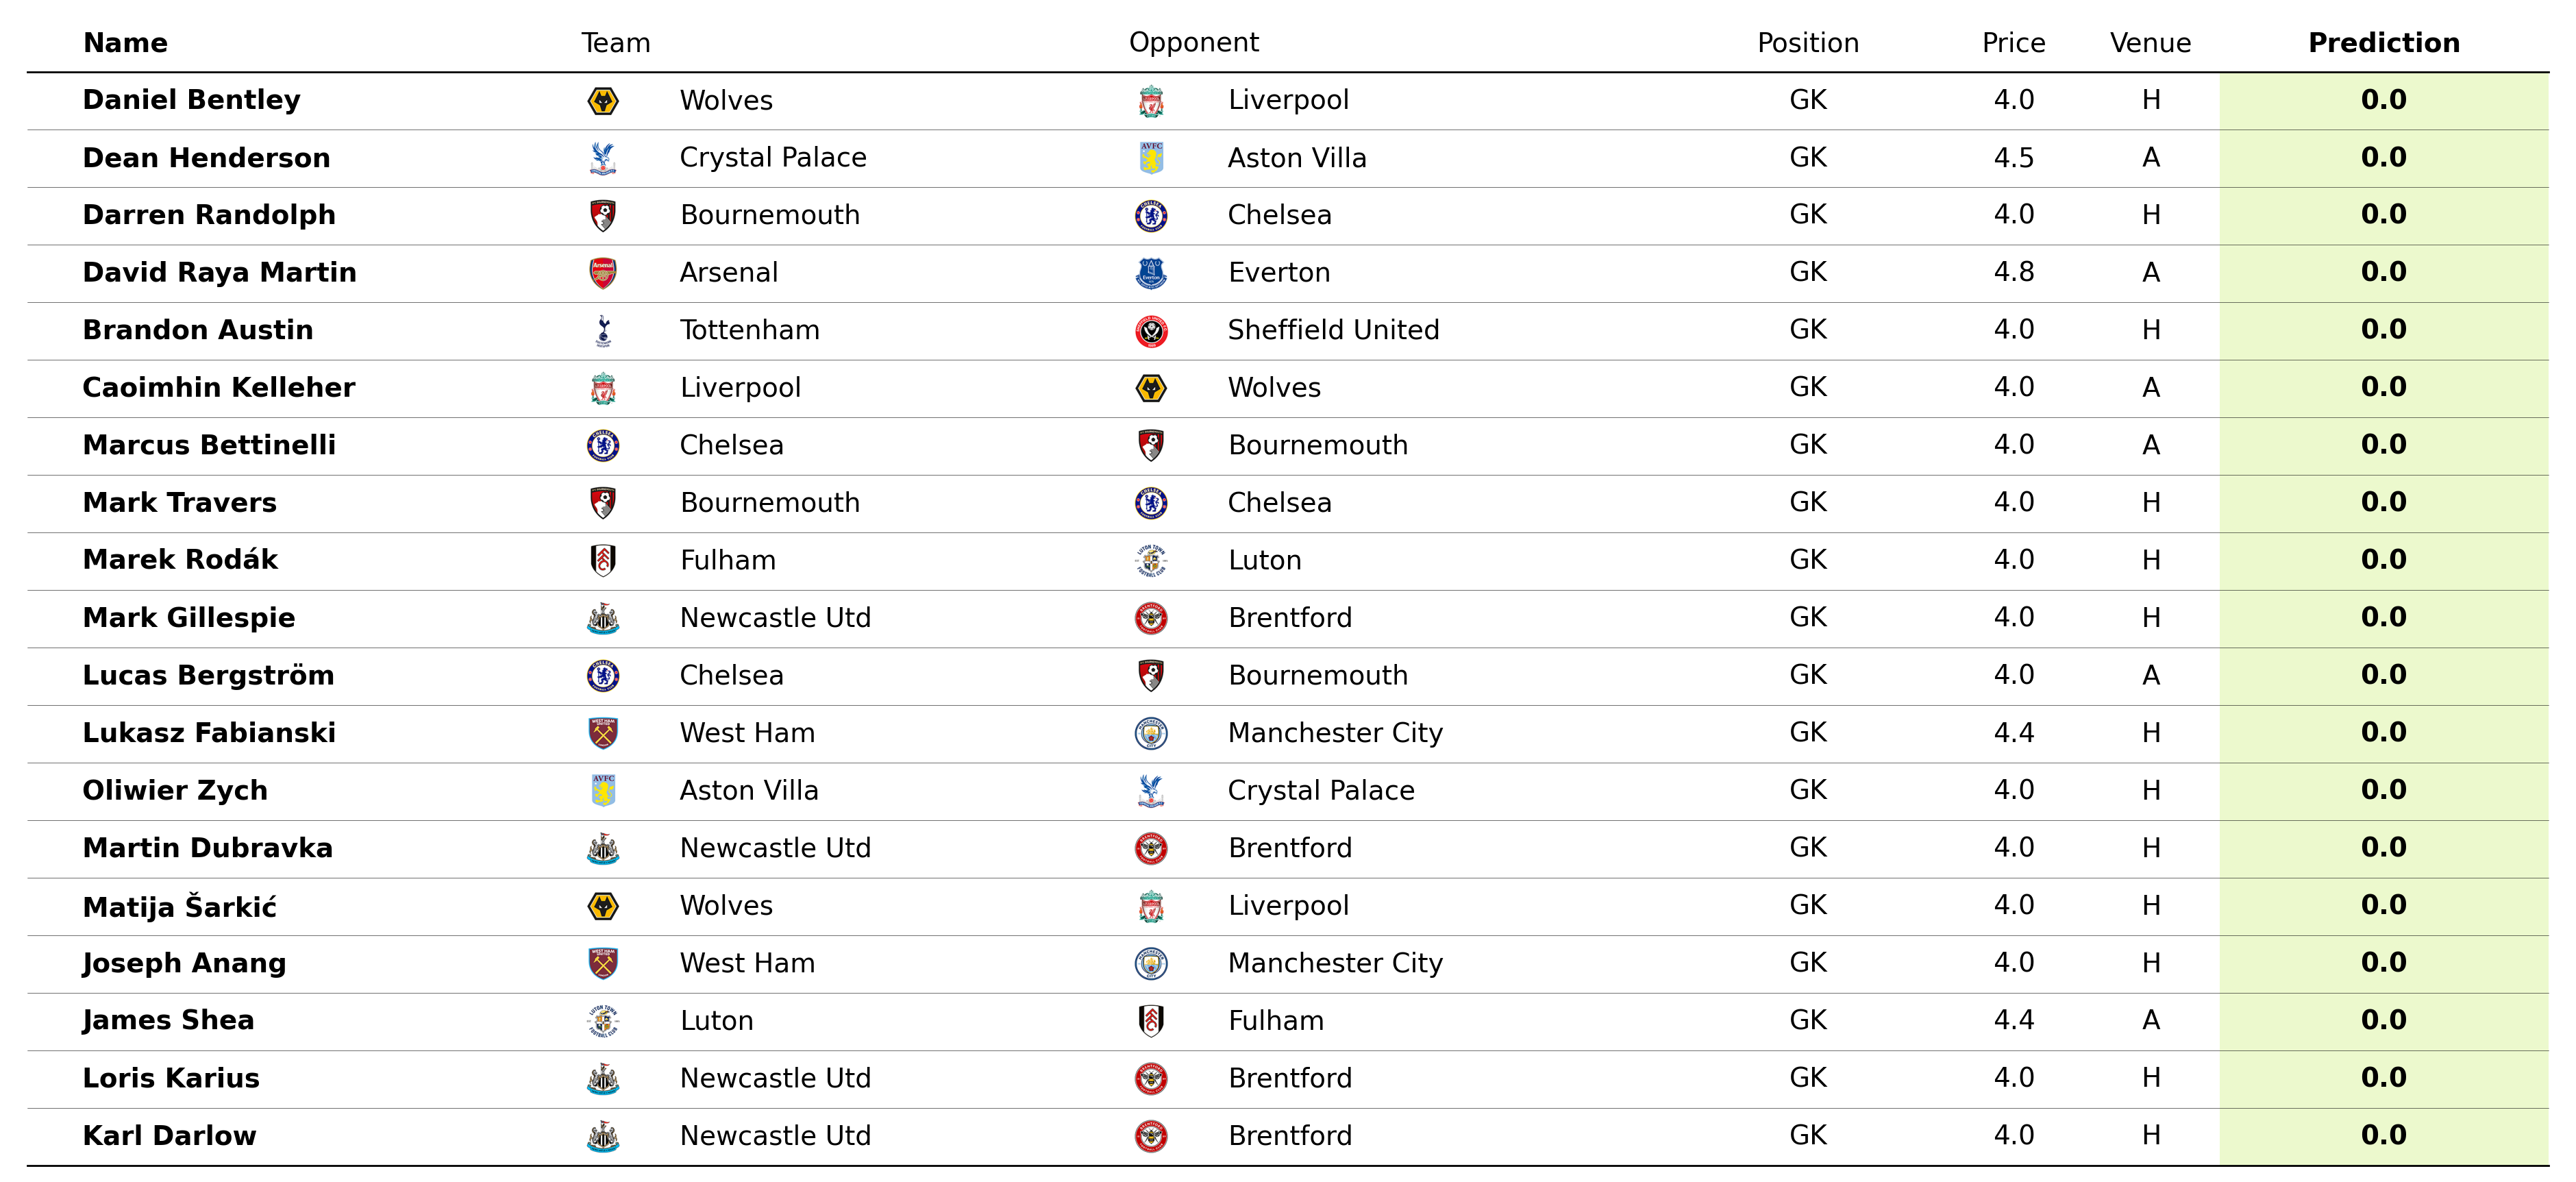 Name Team Opponent Position Price Venue Prediction
Daniel Bentley Wolves Liverpool GK 4.0 H 0.0
Dean Henderson Crystal Palace Aston Villa GK 4.5 A 0.0
Darren Randolph Bournemouth Chelsea GK 4.0 H 0.0
David Raya Martin Arsenal Everton GK 4.8 A 0.0
Brandon Austin Tottenham Sheffield United GK 4.0 H 0.0
Caoimhin Kelleher Liverpool Wolves GK 4.0 A 0.0
Marcus Bettinelli Chelsea Bournemouth GK 4.0 A 0.0
Mark Travers Bournemouth Chelsea GK 4.0 H 0.0
Marek Rodák Fulham Luton GK 4.0 H 0.0
Mark Gillespie Newcastle Utd Brentford GK 4.0 H 0.0
Lucas Bergström Chelsea Bournemouth GK 4.0 A 0.0
Lukasz Fabianski West Ham Manchester City GK 4.4 H 0.0
Oliwier Zych Aston Villa Crystal Palace GK 4.0 H 0.0
Martin Dubravka Newcastle Utd Brentford GK 4.0 H 0.0
Matija Šarkić Wolves Liverpool GK 4.0 H 0.0
Joseph Anang West Ham Manchester City GK 4.0 H 0.0
James Shea Luton Fulham GK 4.4 A 0.0
Loris Karius Newcastle Utd Brentford GK 4.0 H 0.0
Karl Darlow Newcastle Utd Brentford GK 4.0 H 0.0